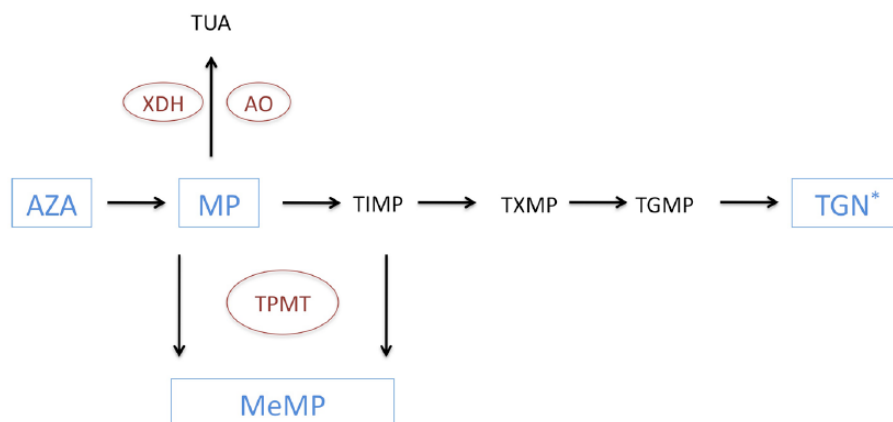 TUA
XDH AO
AZA MP TIMP TXMP TGMP TGN*
TPMT
MeMP